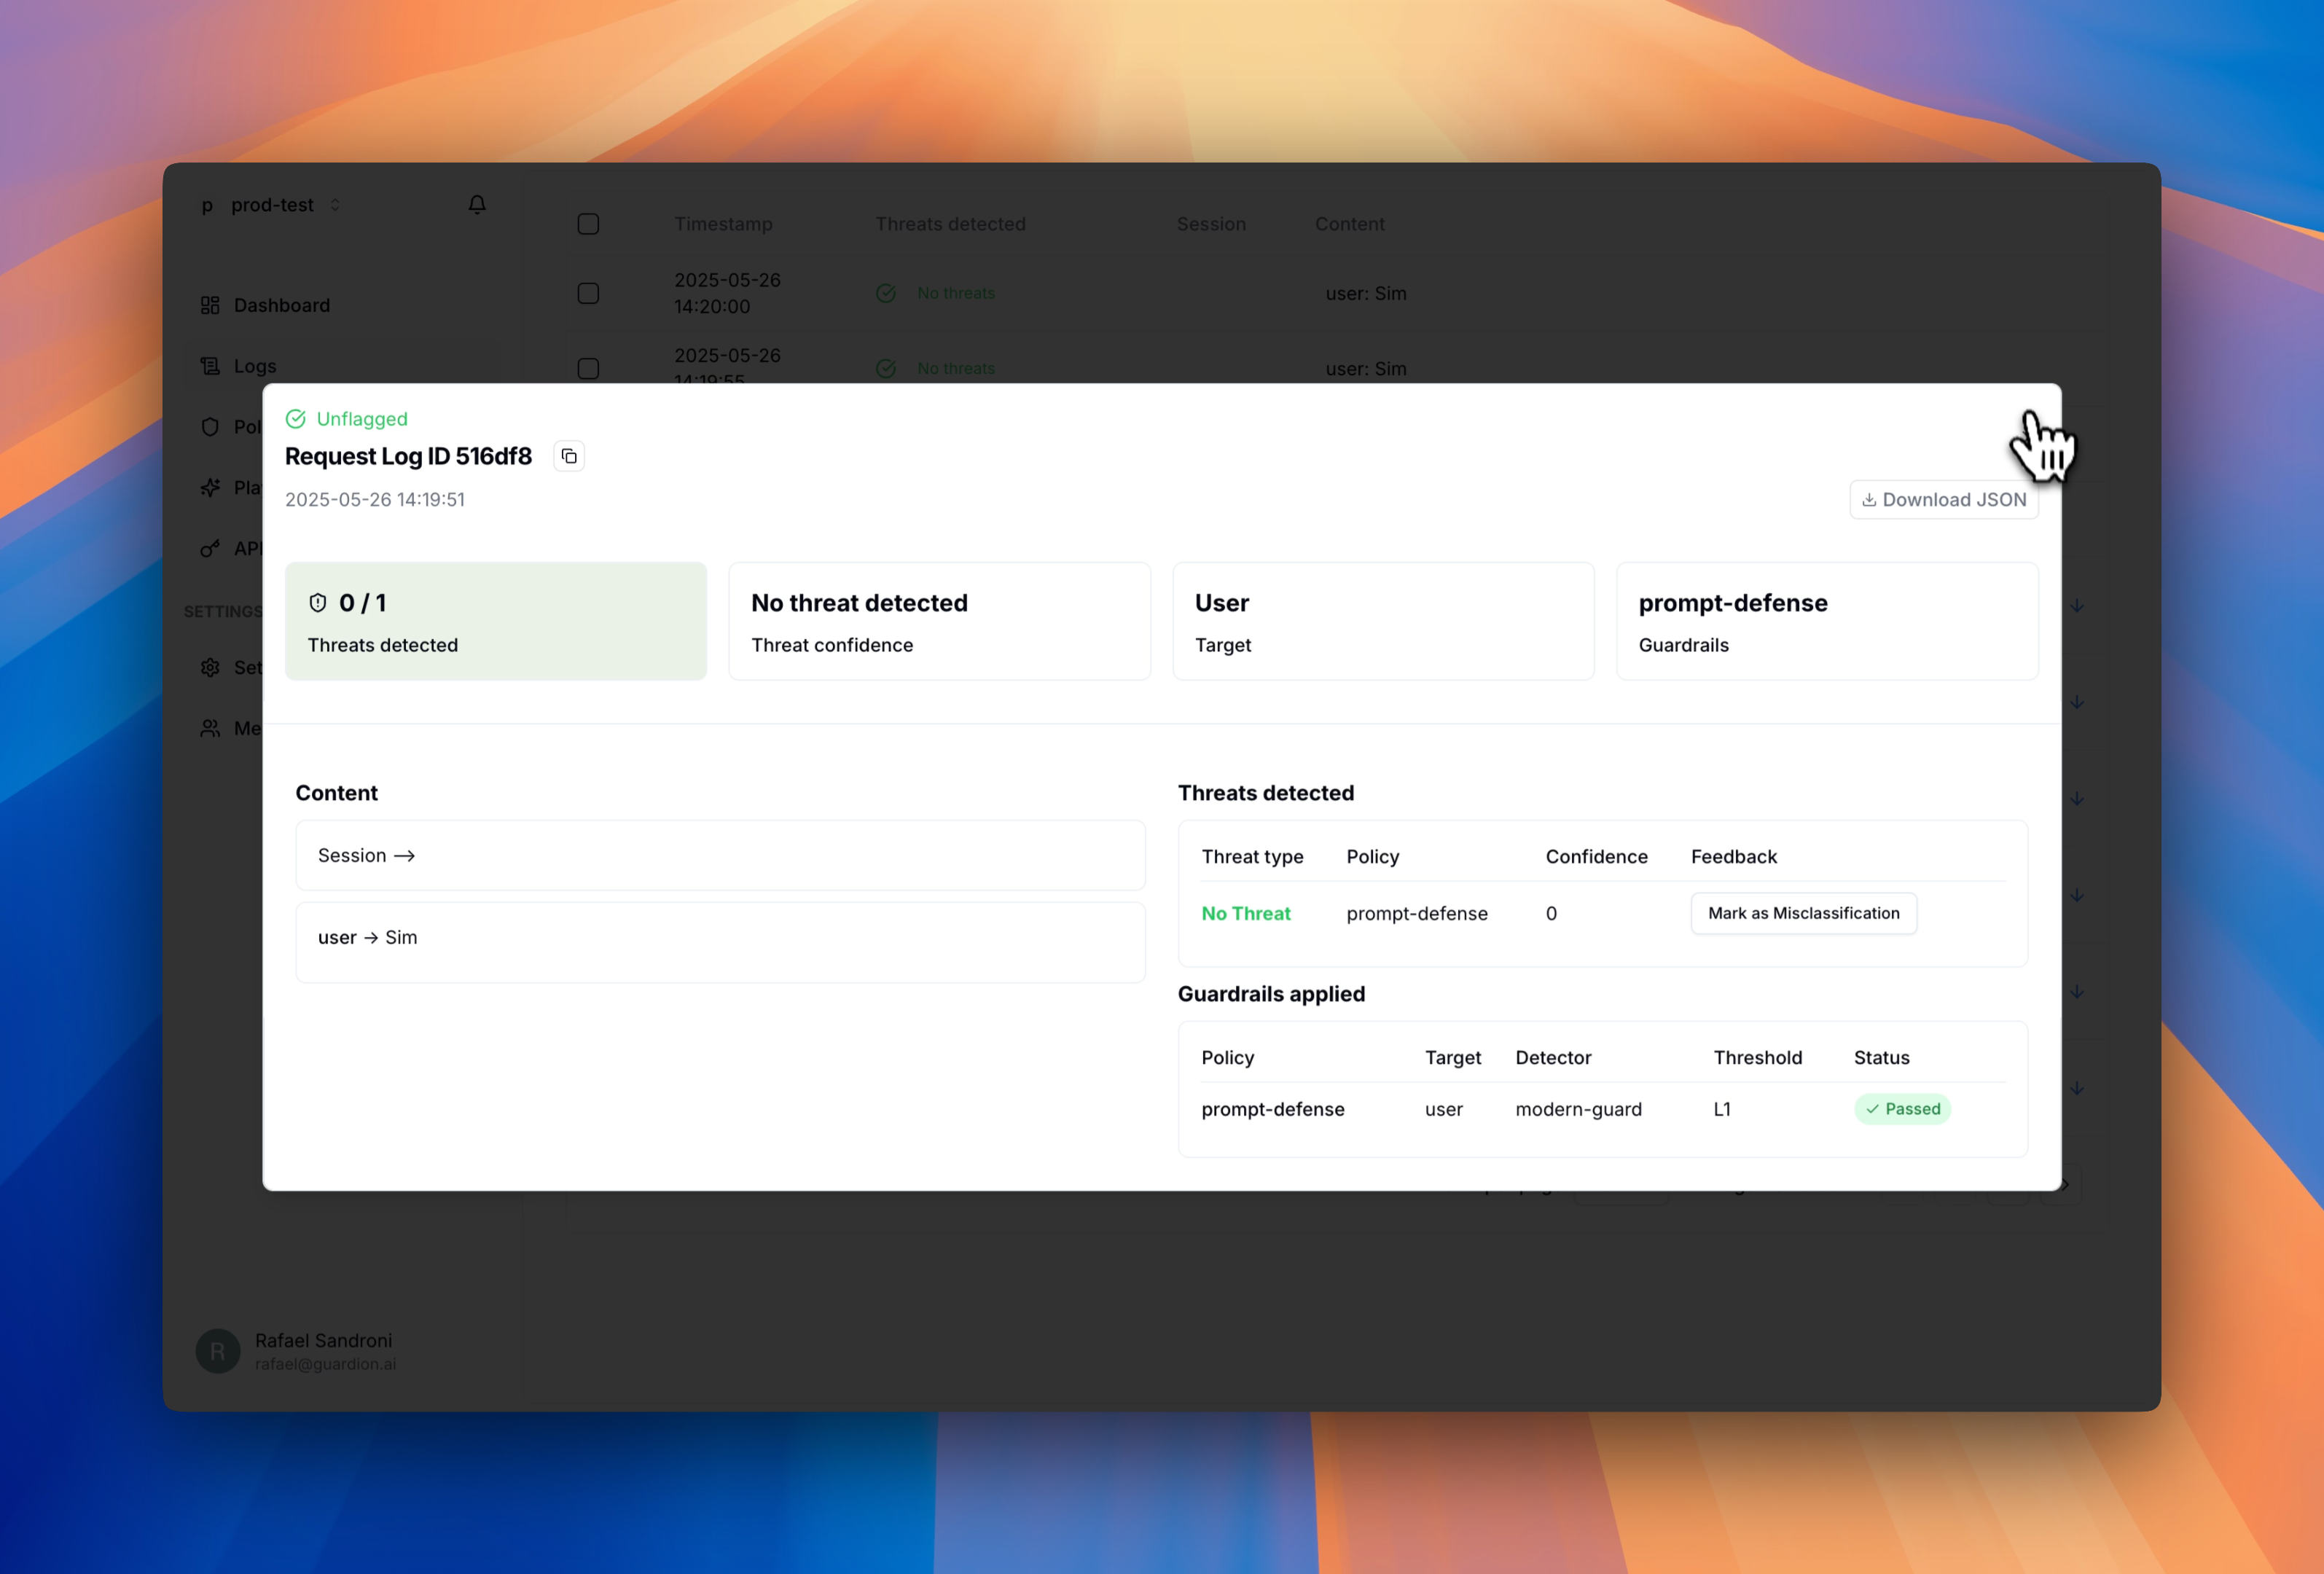 p prod-test
Timestamp Threats detected Session Content
2025-05-26
14:20:00
No threats
user: Sim
Dashboard
2025-05-26
14:19:55
No threats
user: Sim
Logs
Pol
Pla
API
SETTINGS
Set
Me
Unflagged
Request Log ID 516df8
2025-05-26 14:19:51
Download JSON
0 / 1
Threats detected
No threat detected
Threat confidence
User
Target
prompt-defense
Guardrails
Content
Session →
user → Sim
Threats detected
Threat type Policy Confidence Feedback
No Threat prompt-defense 0 Mark as Misclassification
Guardrails applied
Policy Target Detector Threshold Status
prompt-defense user modern-guard L1 Passed
R
Rafael Sandroni
rafael@guardion.ai